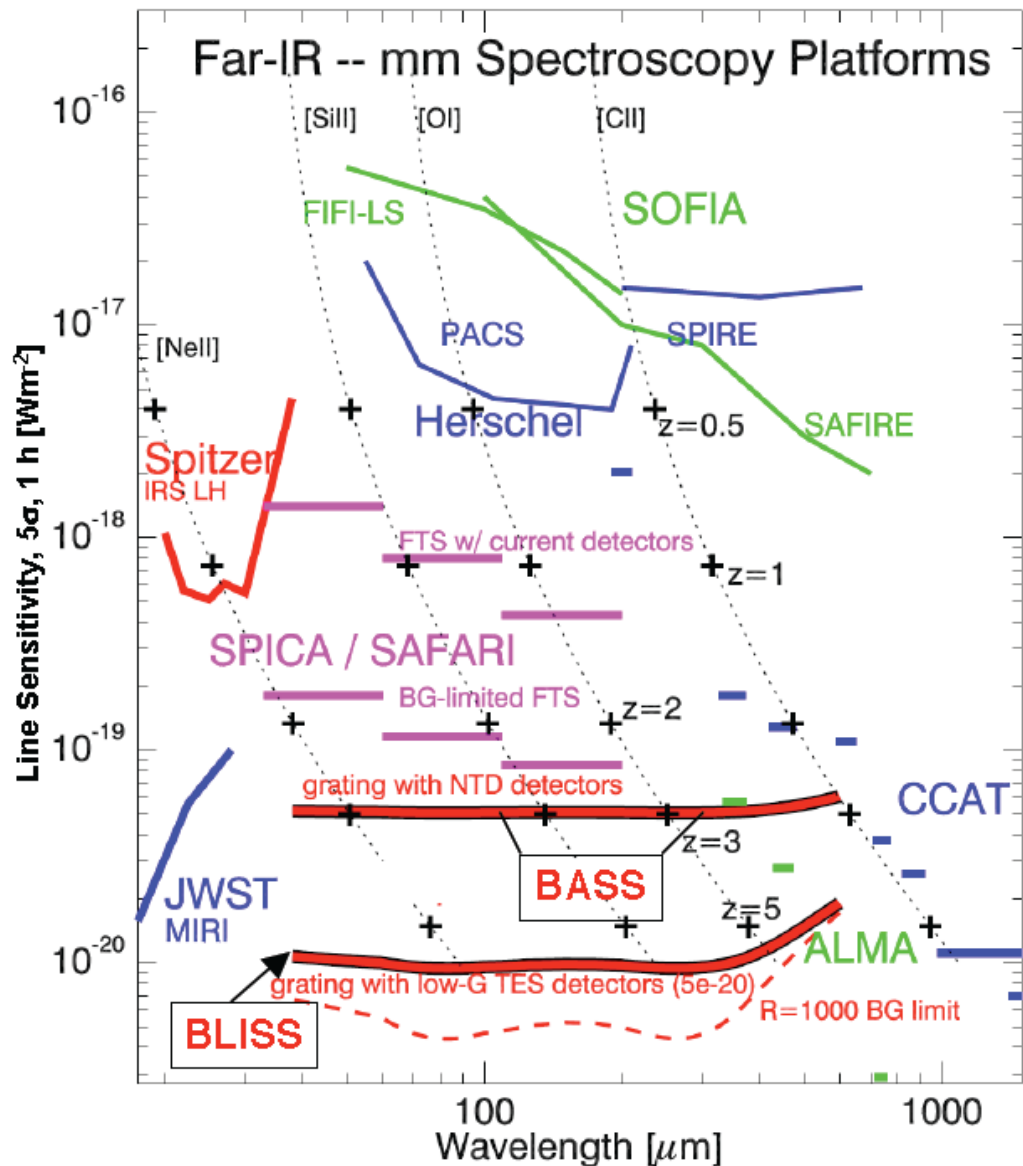 Far-IR -- mm Spectroscopy Platforms
10⁻¹⁶
[SiII]
[OI]
[CII]
FIFI-LS
SOFIA
10⁻¹⁷
PACS
SPIRE
[NeII]
Herschel
z=0.5
SAFIRE
Spitzer
IRS LH
10⁻¹⁸
FTS w/ current detectors
z=1
SPICA / SAFARI
BG-limited FTS
z=2
10⁻¹⁹
grating with NTD detectors
CCAT
z=3
BASS
JWST
MIRI
z=5
10⁻²⁰
ALMA
grating with low-G TES detectors (5e-20)
R=1000 BG limit
BLISS
Line Sensitivity, 5σ, 1 h [Wm⁻²]
100
1000
Wavelength [μm]